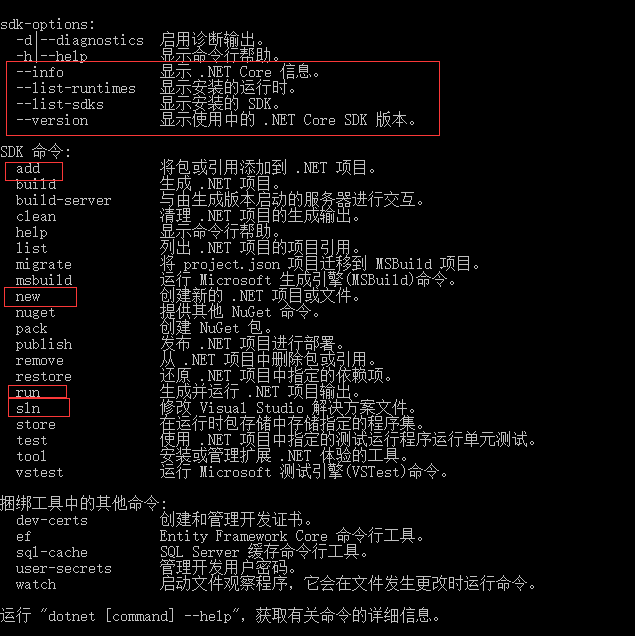 sdk-options:
-d|--diagnostics 启用诊断输出。
-h|--help 显示命令行帮助。
--info 显示 .NET Core 信息。
--list-runtimes 显示安装的运行时。
--list-sdks 显示安装的 SDK。
--version 显示使用中的 .NET Core SDK 版本。
SDK 命令:
add 将包或引用添加到 .NET 项目。
build 生成 .NET 项目。
build-server 与由生成版本启动的服务器进行交互。
clean 清理 .NET 项目的生成输出。
help 显示命令行帮助。
list 列出 .NET 项目的项目引用。
migrate 将 project.json 项目迁移到 MSBuild 项目。
msbuild 运行 Microsoft 生成引擎(MSBuild)命令。
new 创建新的 .NET 项目或文件。
nuget 提供其他 NuGet 命令。
pack 创建 NuGet 包。
publish 发布 .NET 项目进行部署。
remove 从 .NET 项目中删除包或引用。
restore 还原 .NET 项目中指定的依赖项。
run 生成并运行 .NET 项目输出。
sln 修改 Visual Studio 解决方案文件。
store 在运行时包存储中存储指定的程序集。
test 使用 .NET 项目中指定的测试运行程序运行单元测试。
tool 安装或管理扩展 .NET 体验的工具。
vstest 运行 Microsoft 测试引擎(VSTest)命令。
捆绑工具中的其他命令:
dev-certs 创建和管理开发证书。
ef Entity Framework Core 命令行工具。
sql-cache SQL Server 缓存命令行工具。
user-secrets 管理开发用户密码。
watch 启动文件观察程序，它会在文件发生更改时运行命令。
运行 "dotnet [command] --help"，获取有关命令的详细信息。